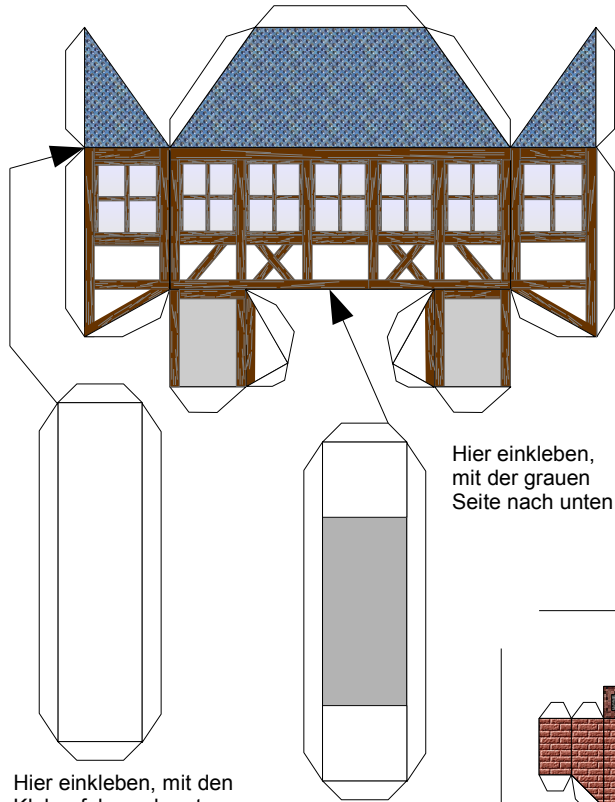 Hier einkleben,
mit der grauen
Seite nach unten
Hier einkleben, mit den